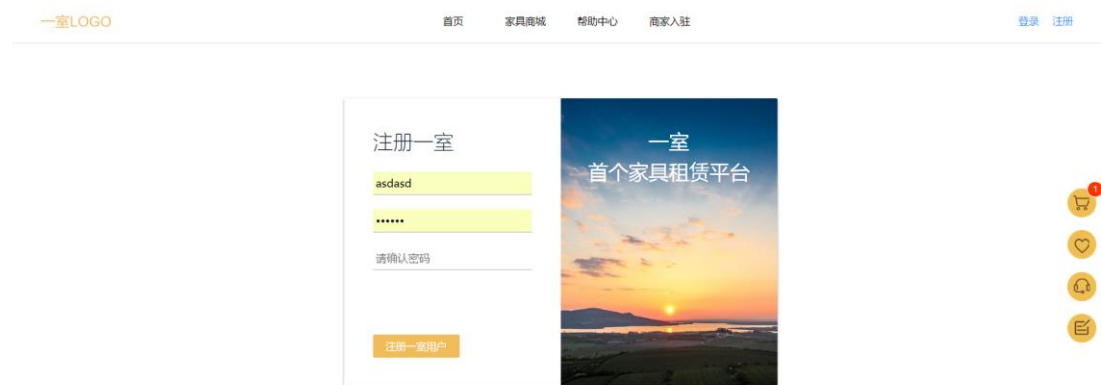 一室LOGO
首页 家具商城 帮助中心 商家入驻
登录 注册
注册一室
asdasd
••••••
请确认密码
注册一室用户
一室
首个家具租赁平台
1